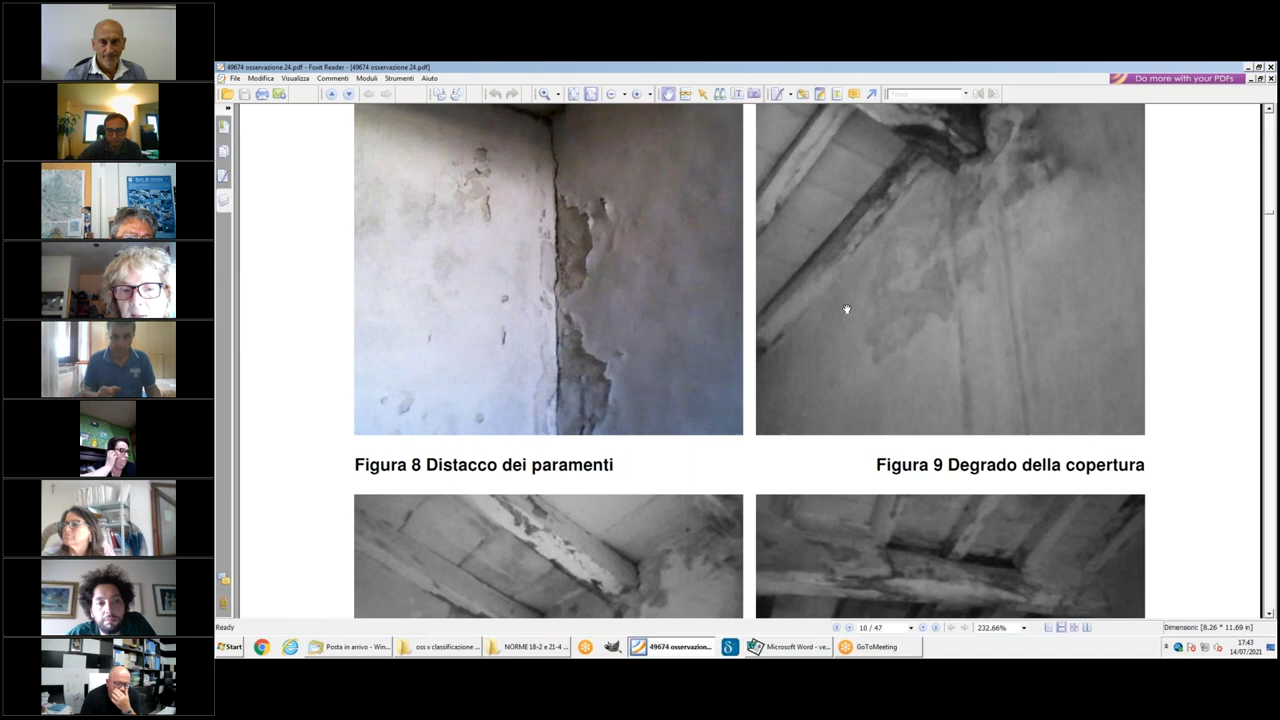 49674 osservazione 24.pdf - Foxit Reader - [49674 osservazione 24.pdf]
File Modifica Visualizza Commenti Moduli Strumenti Aiuto
Do more with your PDFs
Trova
Figura 8 Distacco dei paramenti
Figura 9 Degrado della copertura
Ready
10 / 47
232.66%
Dimensioni: [8.26 * 11.69 in]
Start
Posta in arrivo - Win...
oss x classificazione ...
NORME 18-2 e 21-4 ...
49674 osservazion...
Microsoft Word - ve...
GoToMeeting
17:43
14/07/2021